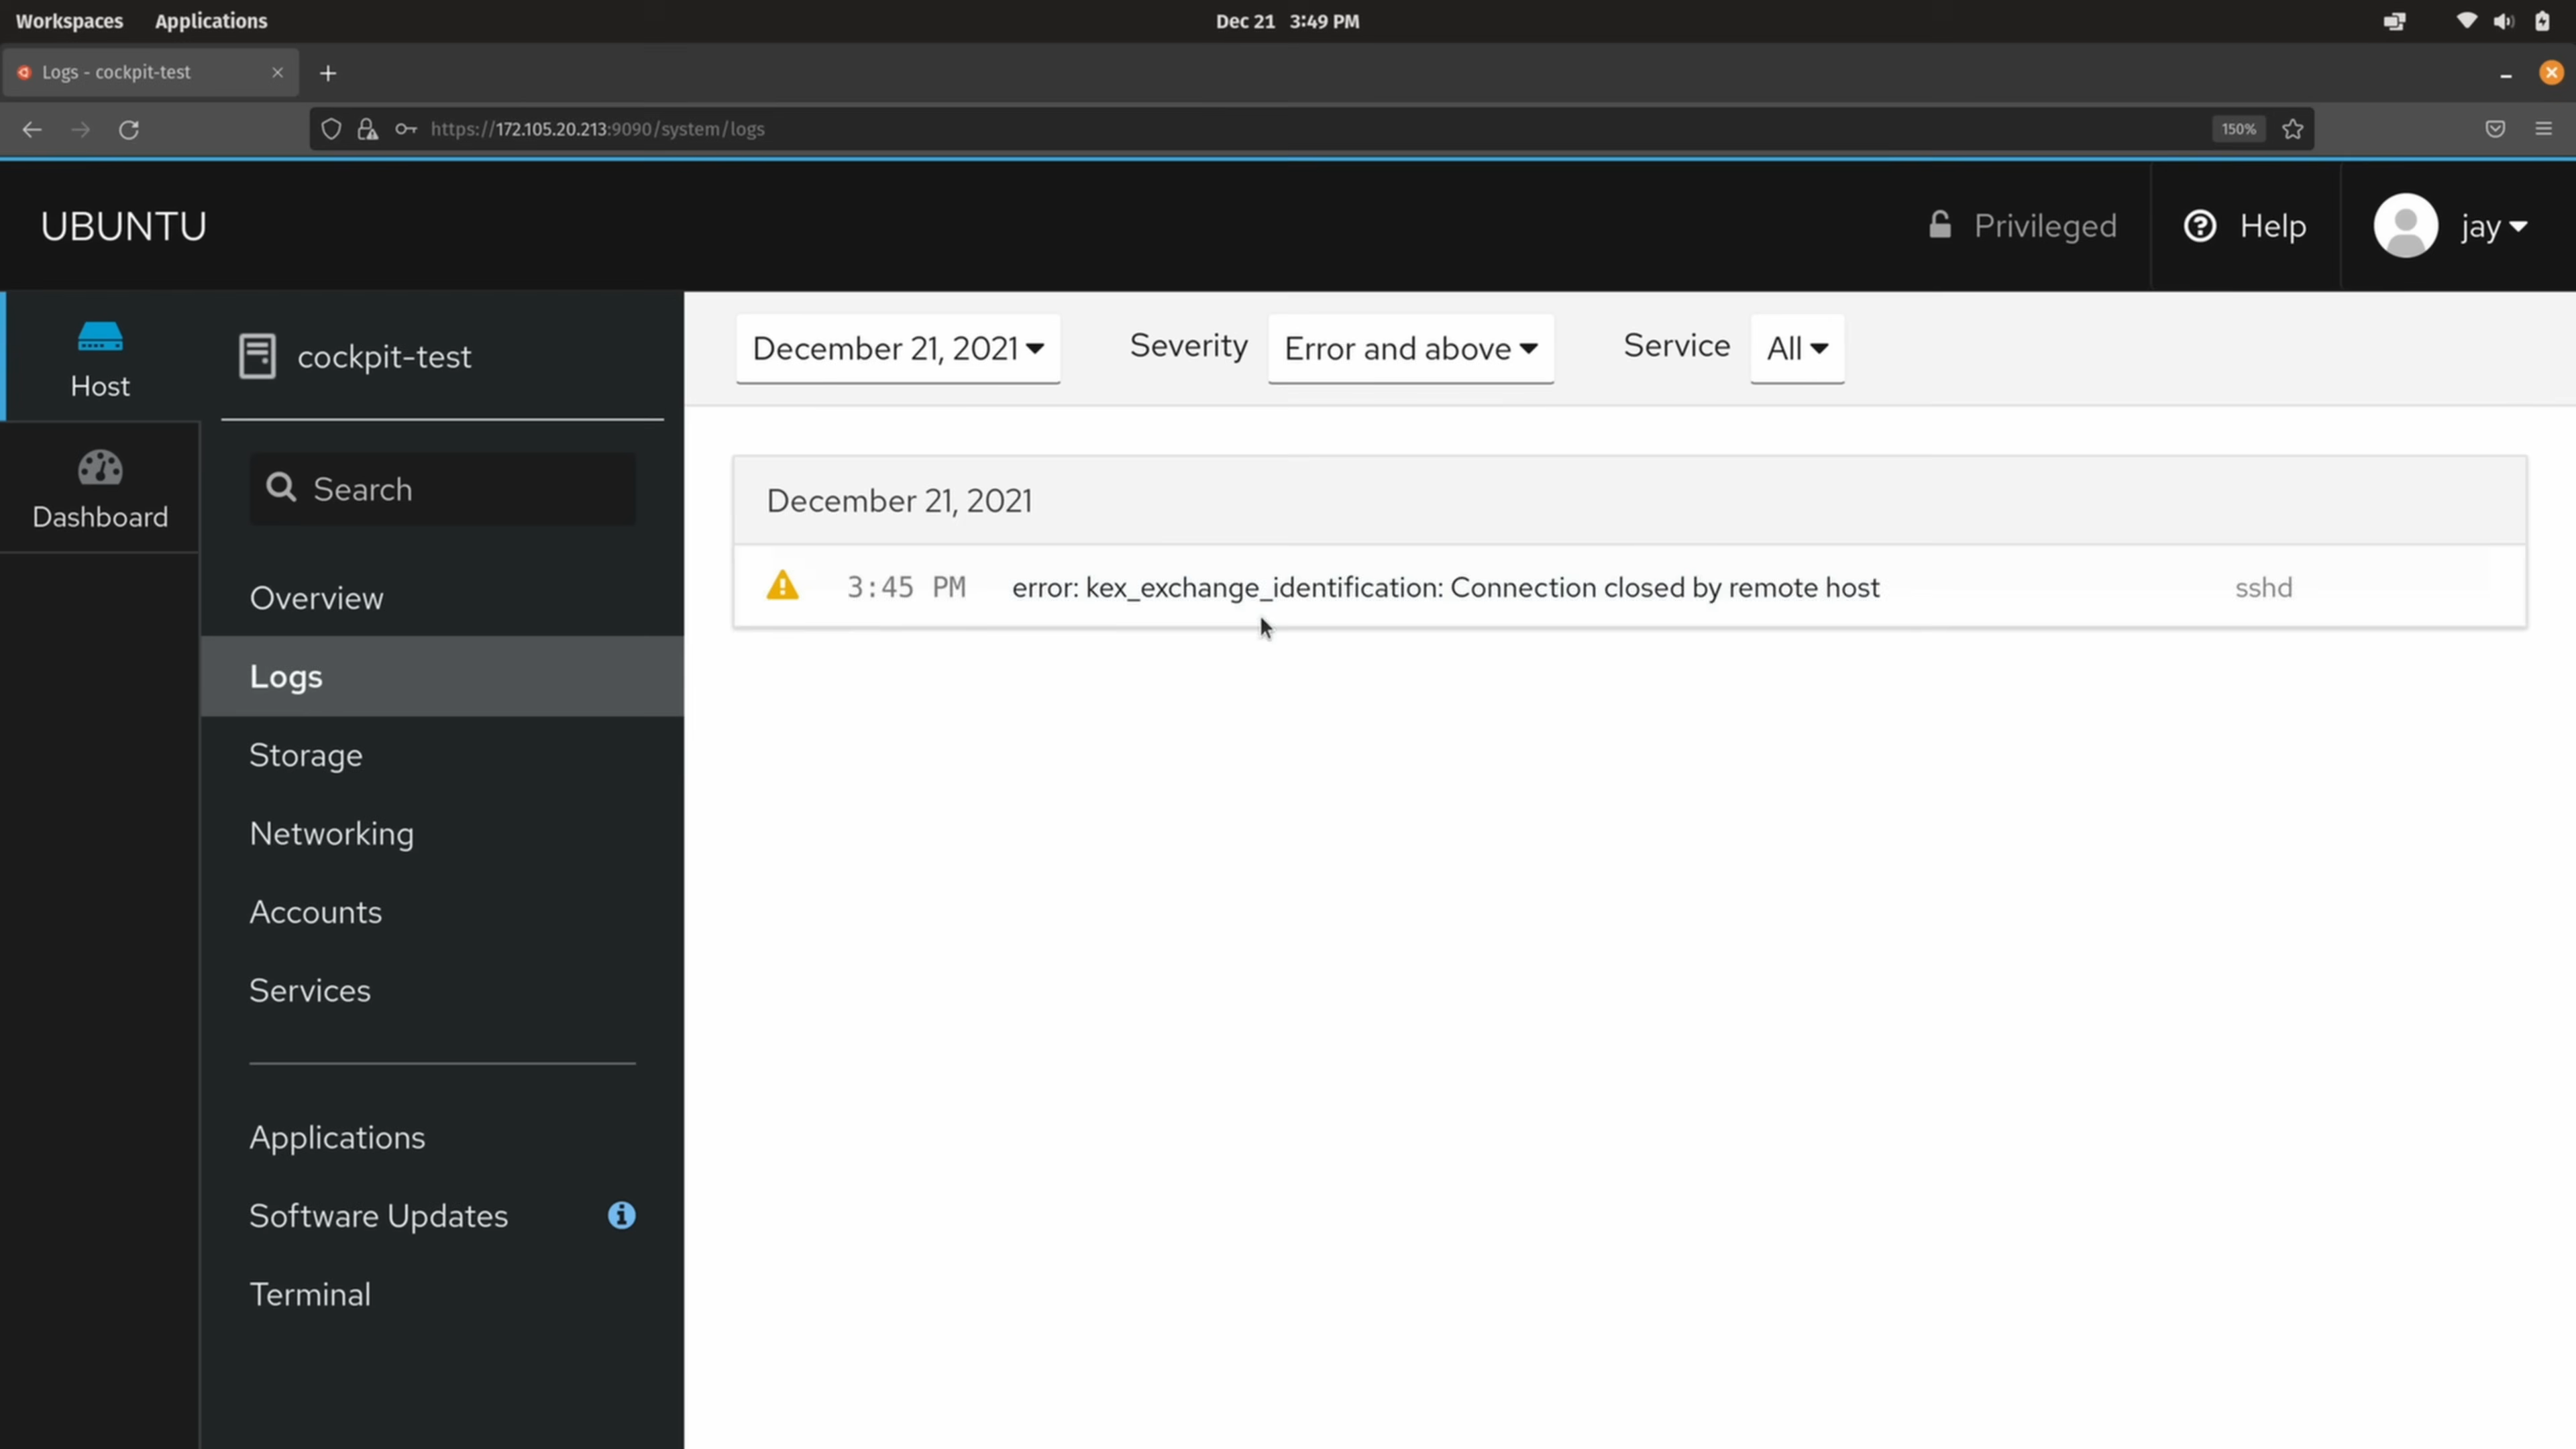 Workspaces Applications Dec 21 3:49 PM
Logs - cockpit-test
https://172.105.20.213:9090/system/logs 150%
UBUNTU Privileged Help jay
Host
Dashboard
cockpit-test
Search
Overview
Logs
Storage
Networking
Accounts
Services
Applications
Software Updates
Terminal
December 21, 2021 Severity Error and above Service All
December 21, 2021
3:45 PM error: kex_exchange_identification: Connection closed by remote host sshd